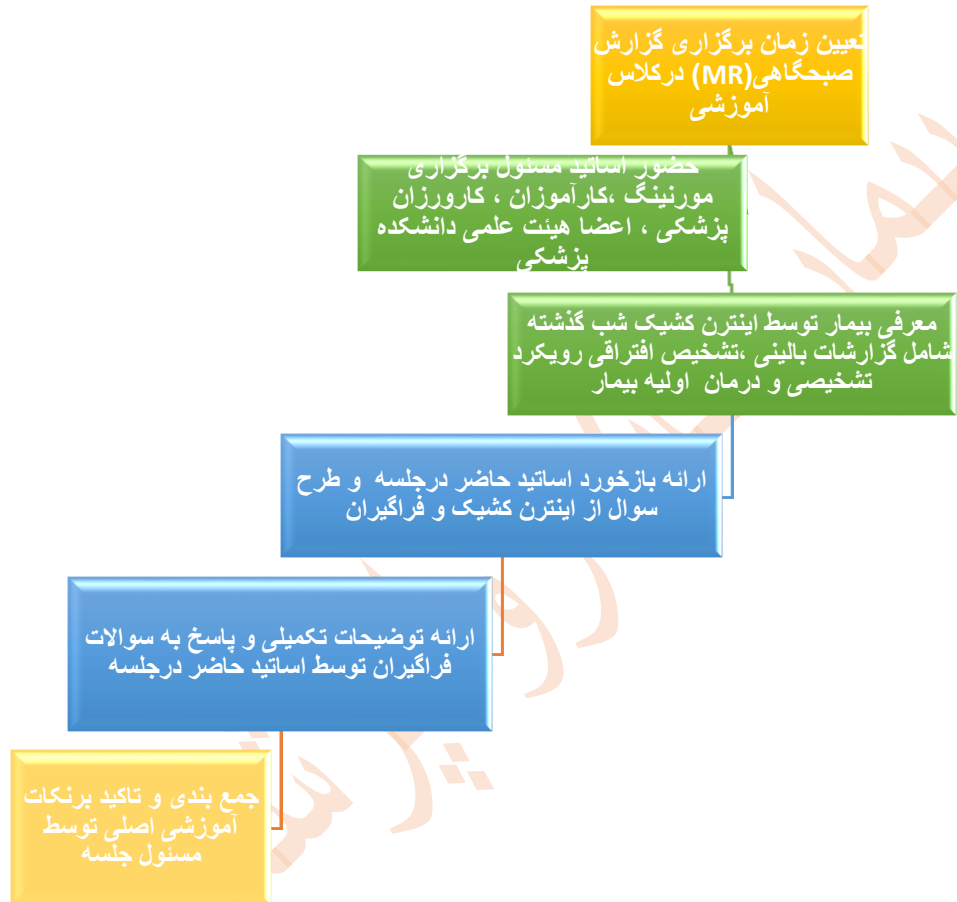 تعیین زمان برگزاری گزارش
صبحگاهی(MR) درکلاس
آموزشی
حضور اساتید مسئول برگزاری
مورنینگ ،کارآموزان ، کارورزان
پزشکی ، اعضا هیئت علمی دانشکده
پزشکی
معرفی بیمار توسط اینترن کشیک شب گذشته
شامل گزارشات بالینی ،تشخیص افتراقی رویکرد
تشخیصی و درمان اولیه بیمار
ارائه بازخورد اساتید حاضر درجلسه و طرح
سوال از اینترن کشیک و فراگیران
ارائه توضیحات تکمیلی و پاسخ به سوالات
فراگیران توسط اساتید حاضر درجلسه
جمع بندی و تاکید برنکات
آموزشی اصلی توسط
مسئول جلسه